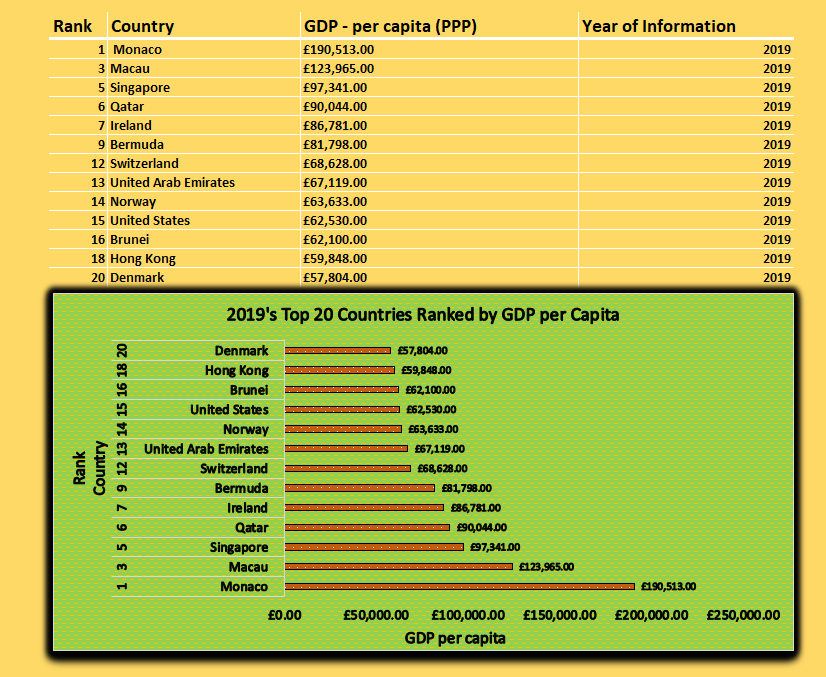 Rank Country GDP - per capita (PPP) Year of Information
1 Monaco £190,513.00 2019
3 Macau £123,965.00 2019
5 Singapore £97,341.00 2019
6 Qatar £90,044.00 2019
7 Ireland £86,781.00 2019
9 Bermuda £81,798.00 2019
12 Switzerland £68,628.00 2019
13 United Arab Emirates £67,119.00 2019
14 Norway £63,633.00 2019
15 United States £62,530.00 2019
16 Brunei £62,100.00 2019
18 Hong Kong £59,848.00 2019
20 Denmark £57,804.00 2019
2019's Top 20 Countries Ranked by GDP per Capita
20 Denmark £57,804.00
18 Hong Kong £59,848.00
16 Brunei £62,100.00
15 United States £62,530.00
14 Norway £63,633.00
13 United Arab Emirates £67,119.00
12 Switzerland £68,628.00
9 Bermuda £81,798.00
7 Ireland £86,781.00
6 Qatar £90,044.00
5 Singapore £97,341.00
3 Macau £123,965.00
1 Monaco £190,513.00
Rank
Country
£0.00 £50,000.00 £100,000.00 £150,000.00 £200,000.00 £250,000.00
GDP per capita